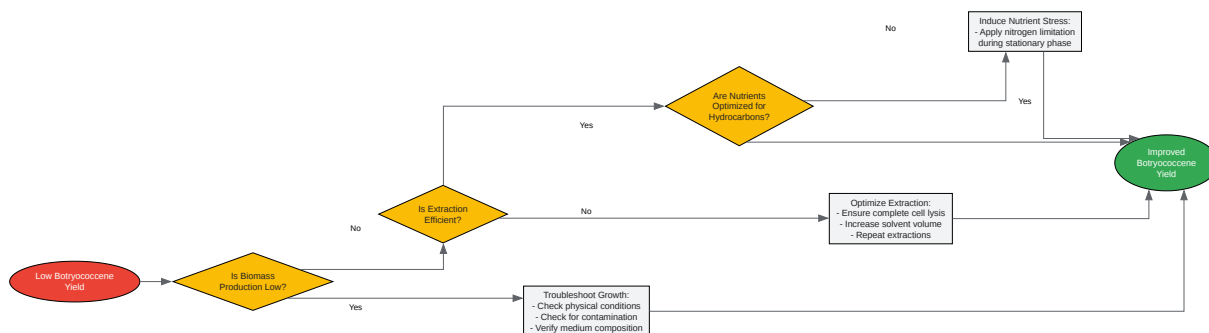 Low Botryococcene
Yield
Is Biomass
Production Low?
No
Yes
Is Extraction
Efficient?
Yes
No
Troubleshoot Growth:
- Check physical conditions
- Check for contamination
- Verify medium composition
Are Nutrients
Optimized for
Hydrocarbons?
No
Yes
Optimize Extraction:
- Ensure complete cell lysis
- Increase solvent volume
- Repeat extractions
Induce Nutrient Stress:
- Apply nitrogen limitation
during stationary phase
Improved
Botryococcene
Yield